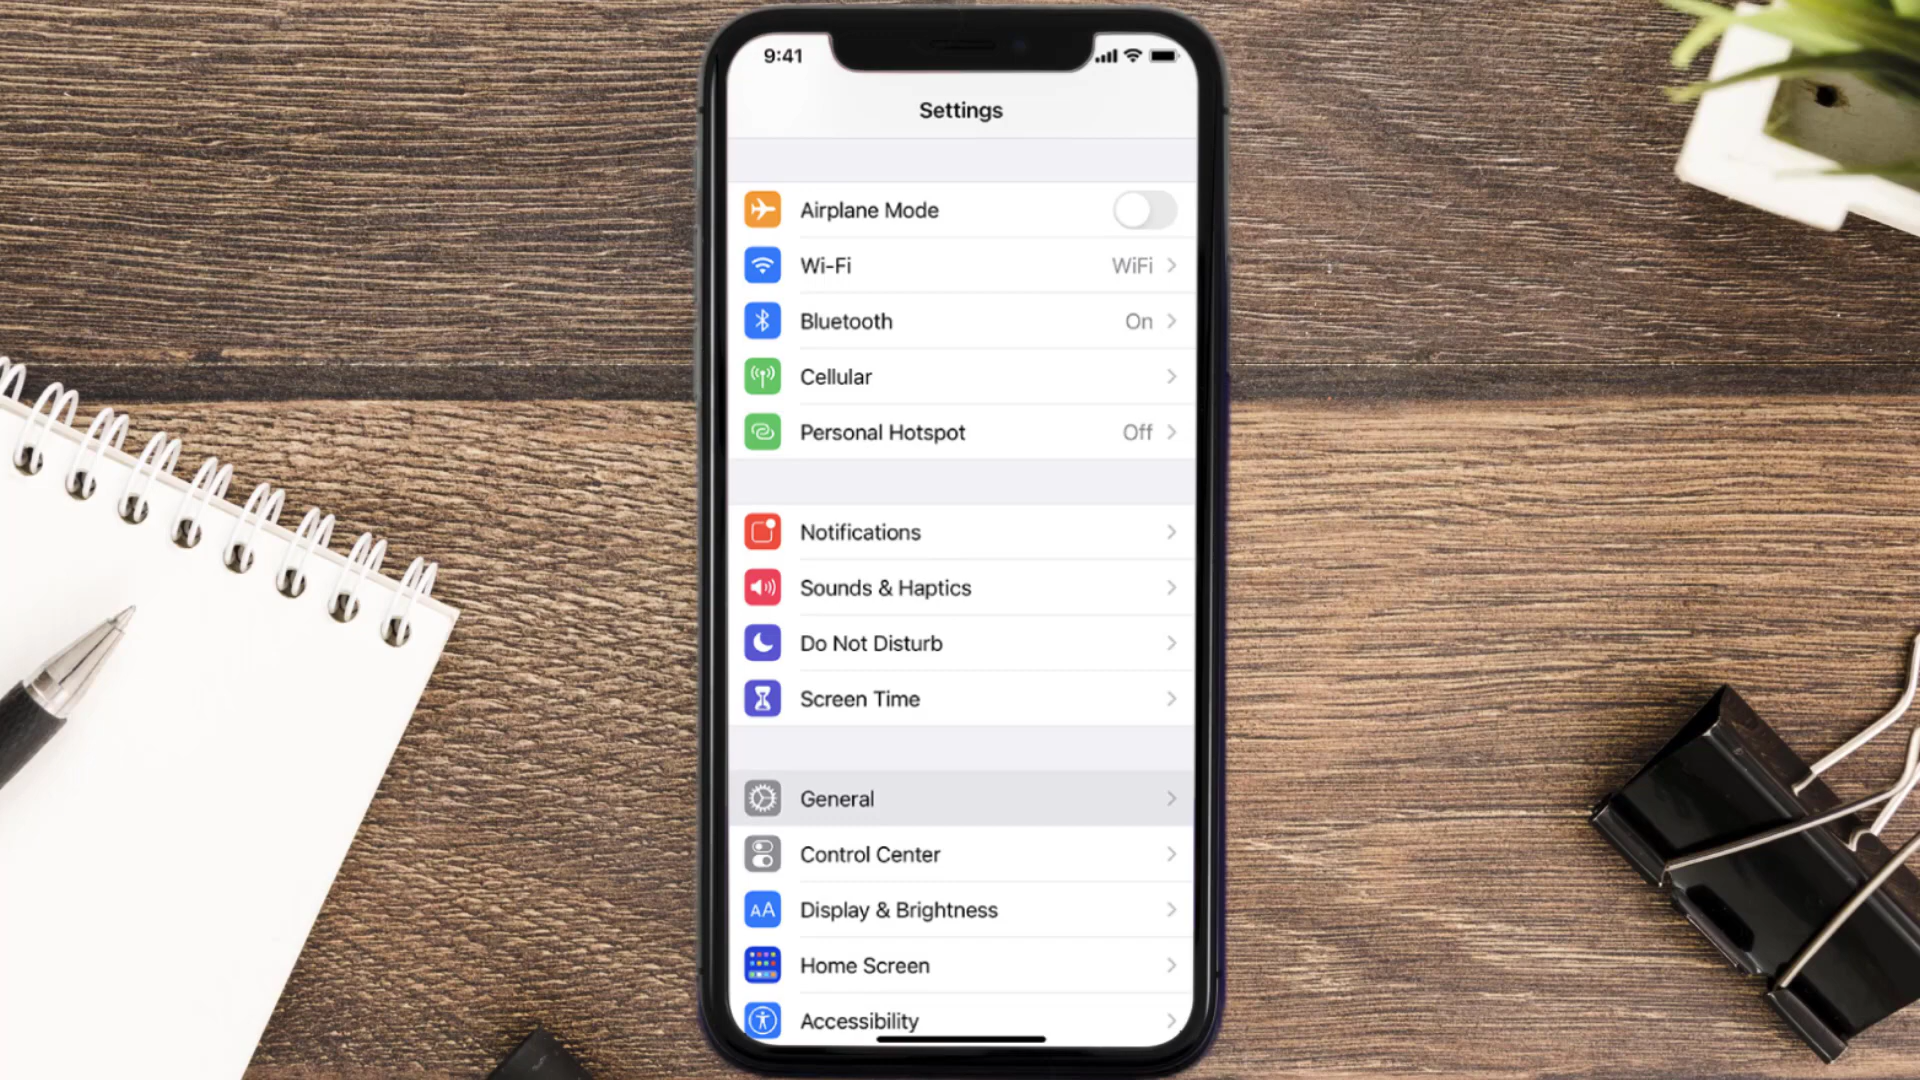 9:41
Settings
Airplane Mode
Wi-Fi WiFi
Bluetooth On
Cellular
Personal Hotspot Off
Notifications
Sounds & Haptics
Do Not Disturb
Screen Time
General
Control Center
AA Display & Brightness
Home Screen
Accessibility